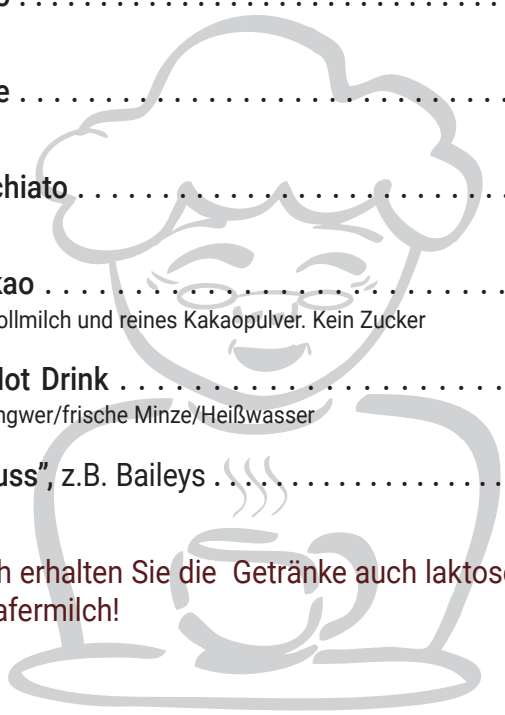 o . . . . . . . . . . . . . . . . . . . . . . . . . . . . . . . . .
e . . . . . . . . . . . . . . . . . . . . . . . . . . . . . . . . .
chiato . . . . . . . . . . . . . . . . . . . . . . . . . . . .
kao . . . . . . . . . . . . . . . . . . . . . . . . . . . . . . .
ollmilch und reines Kakaopulver. Kein Zucker
Hot Drink . . . . . . . . . . . . . . . . . . . . . . . . .
ngwer/frische Minze/Heißwasser
uss”, z.B. Baileys . . . . . . . . . . . . . . . . . . .
h erhalten Sie die Getränke auch laktose
afermilch!